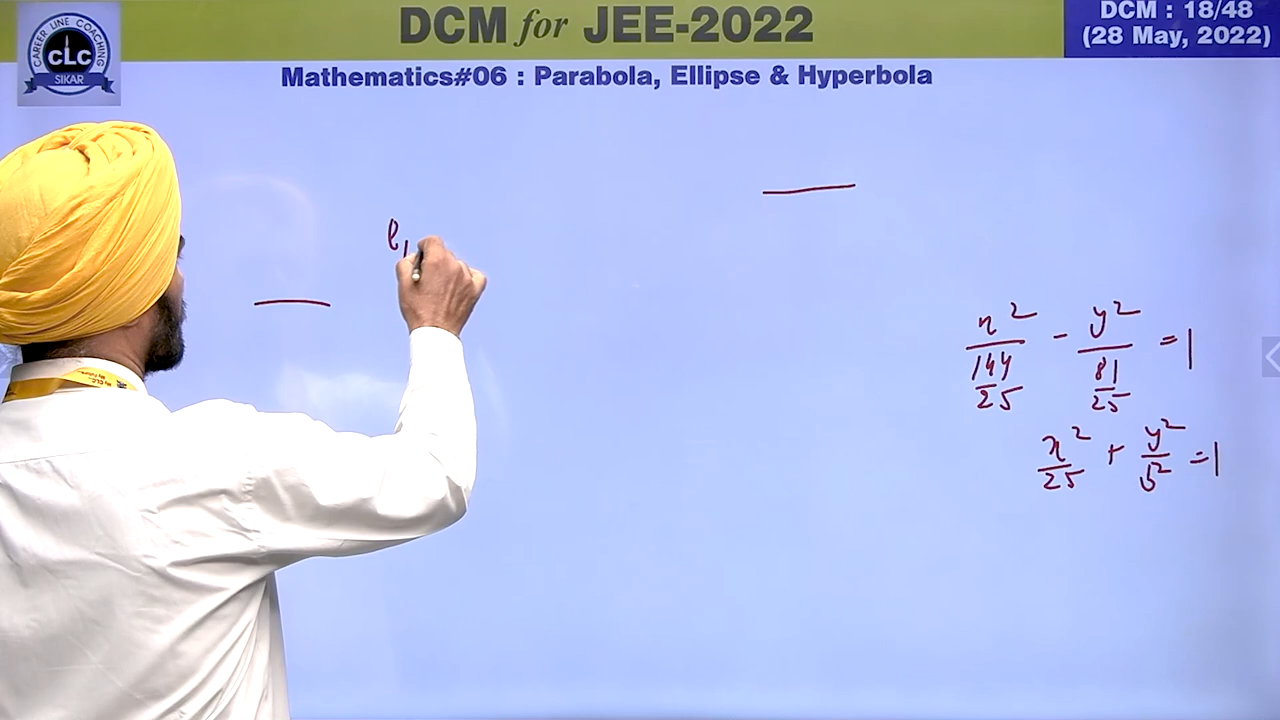 DCM for JEE-2022
DCM : 18/48
(28 May, 2022)
CAREER LINE COACHING
CLC
SIKAR
Mathematics#06 : Parabola, Ellipse & Hyperbola
e₁
x²/(144/25) - y²/(81/25) = 1
x²/25 + y²/b² = 1